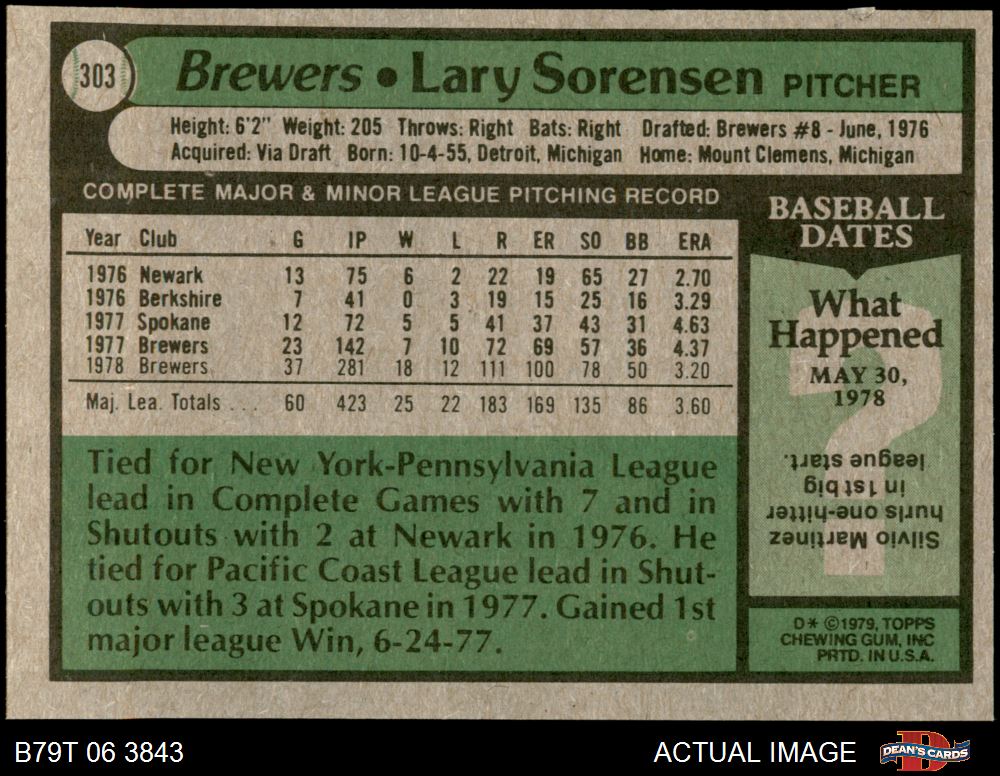 303
Brewers • Lary Sorensen PITCHER
Height: 6'2" Weight: 205 Throws: Right Bats: Right Drafted: Brewers #8 - June, 1976
Acquired: Via Draft Born: 10-4-55, Detroit, Michigan Home: Mount Clemens, Michigan
COMPLETE MAJOR & MINOR LEAGUE PITCHING RECORD
Year Club G IP W L R ER SO BB ERA
1976 Newark 13 75 6 2 22 19 65 27 2.70
1976 Berkshire 7 41 0 3 19 15 25 16 3.29
1977 Spokane 12 72 5 5 41 37 43 31 4.63
1977 Brewers 23 142 7 10 72 69 57 36 4.37
1978 Brewers 37 281 18 12 111 100 78 50 3.20
Maj. Lea. Totals ... 60 423 25 22 183 169 135 86 3.60
Tied for New York-Pennsylvania League
lead in Complete Games with 7 and in
Shutouts with 2 at Newark in 1976. He
tied for Pacific Coast League lead in Shut-
outs with 3 at Spokane in 1977. Gained 1st
major league Win, 6-24-77.
BASEBALL
DATES
What
Happened
MAY 30,
1978
?
Silvio Martinez
hurls one-hitter
in 1st big
league start.
D* ©1979, TOPPS
CHEWING GUM, INC
PRTD. IN U.S.A.
B79T 06 3843
ACTUAL IMAGE
D
DEAN'S CARDS